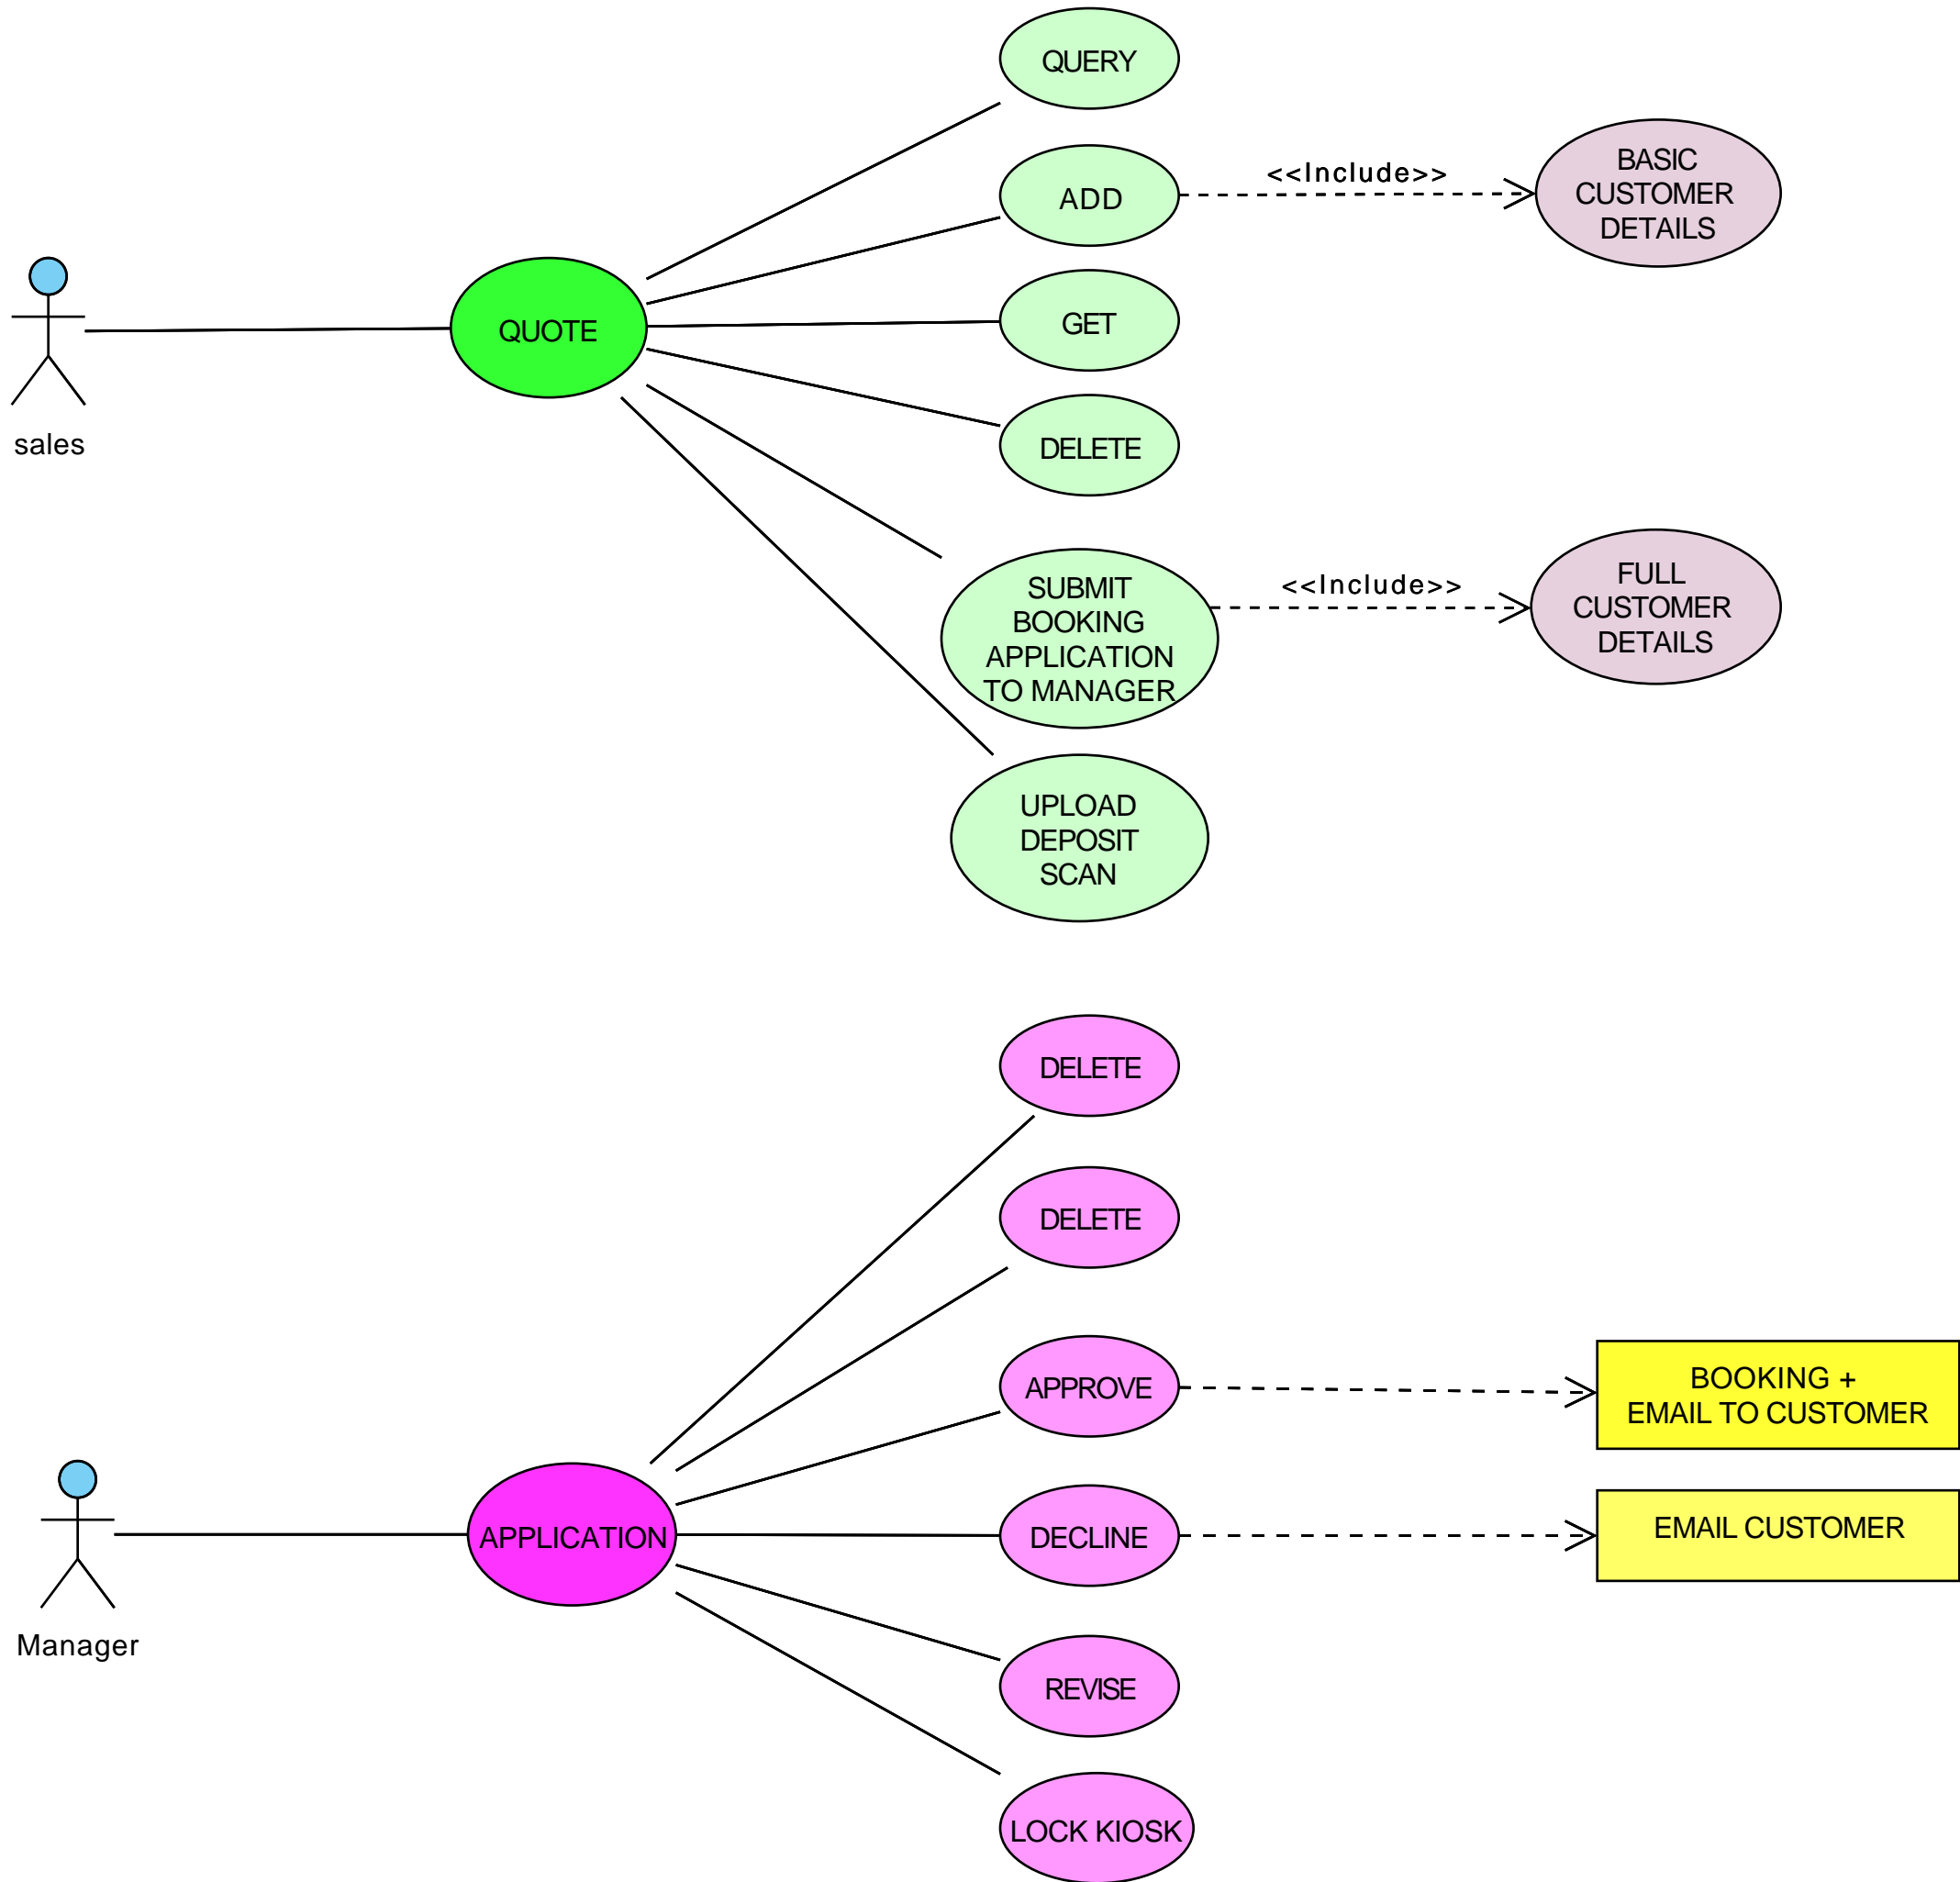 QUERY
ADD
<<Include>>
BASIC
CUSTOMER
DETAILS
sales
QUOTE
GET
DELETE
SUBMIT
BOOKING
APPLICATION
TO MANAGER
<<Include>>
FULL
CUSTOMER
DETAILS
UPLOAD
DEPOSIT
SCAN
DELETE
DELETE
APPROVE
BOOKING +
EMAIL TO CUSTOMER
Manager
APPLICATION
DECLINE
EMAIL CUSTOMER
REVISE
LOCK KIOSK